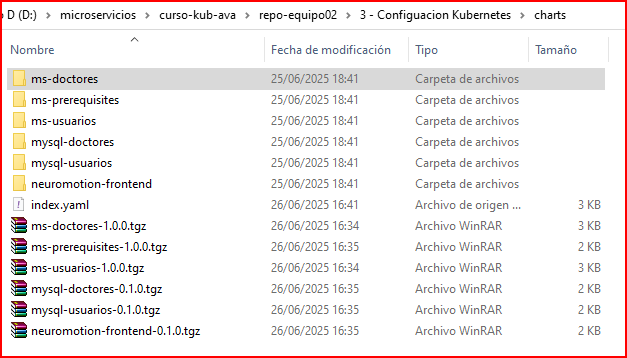 o D (D:) > microservicios > curso-kub-ava > repo-equipo02 > 3 - Configuacion Kubernetes > charts
Nombre Fecha de modificación Tipo Tamaño
ms-doctores 25/06/2025 18:41 Carpeta de archivos
ms-prerequisites 25/06/2025 18:41 Carpeta de archivos
ms-usuarios 25/06/2025 18:41 Carpeta de archivos
mysql-doctores 25/06/2025 18:41 Carpeta de archivos
mysql-usuarios 25/06/2025 18:41 Carpeta de archivos
neuromotion-frontend 25/06/2025 18:41 Carpeta de archivos
index.yaml 26/06/2025 16:41 Archivo de origen ... 3 KB
ms-doctores-1.0.0.tgz 26/06/2025 16:34 Archivo WinRAR 3 KB
ms-prerequisites-1.0.0.tgz 26/06/2025 16:35 Archivo WinRAR 2 KB
ms-usuarios-1.0.0.tgz 26/06/2025 16:34 Archivo WinRAR 3 KB
mysql-doctores-0.1.0.tgz 26/06/2025 16:35 Archivo WinRAR 2 KB
mysql-usuarios-0.1.0.tgz 26/06/2025 16:35 Archivo WinRAR 2 KB
neuromotion-frontend-0.1.0.tgz 26/06/2025 16:35 Archivo WinRAR 2 KB